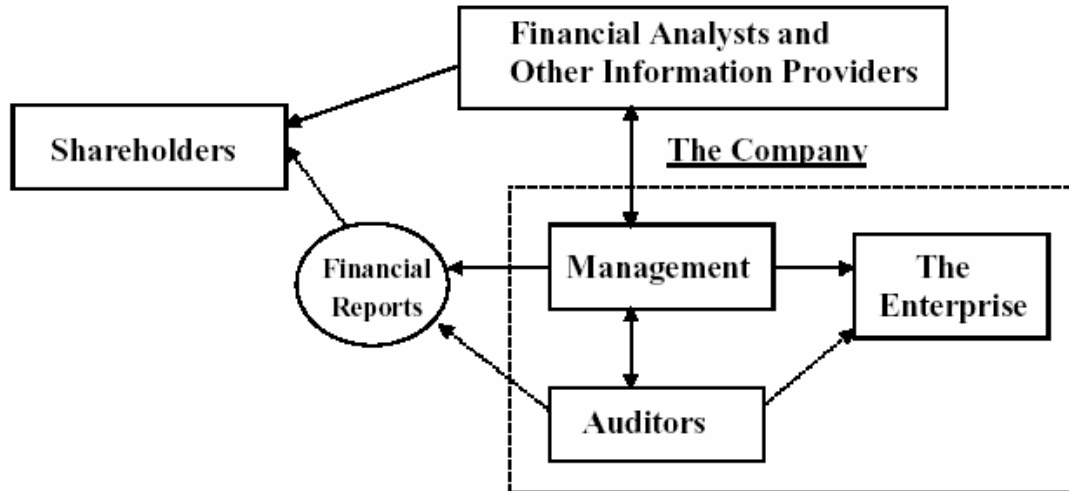 Financial Analysts and
Other Information Providers
Shareholders
The Company
Financial
Reports
Management
The
Enterprise
Auditors